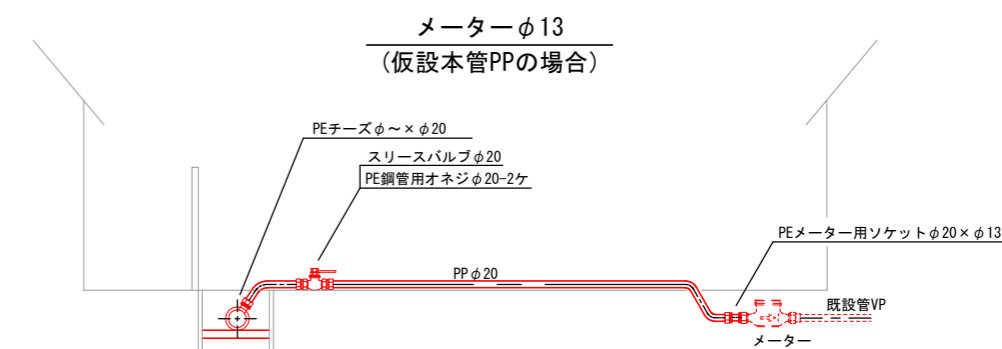 メーターφ13
(仮設本管PPの場合)
PEチーズφ～×φ20
スリースバルブφ20
PE鋼管用オネジφ20-2ケ
PEメーター用ソケットφ20×φ13
PPφ20
既設管VP
メーター